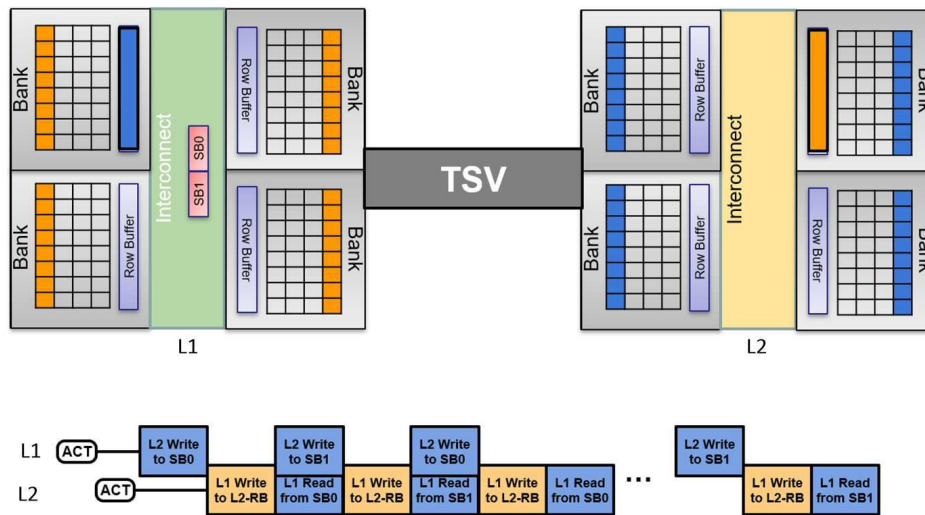 Bank
Interconnect
SB0
SB1
Row Buffer
Bank
Bank
Row Buffer
Row Buffer
Bank
L1
TSV
Bank
Row Buffer
Interconnect
Bank
Bank
Row Buffer
Row Buffer
Bank
L2
L1
ACT
L2 Write
to SB0
L2 Write
to SB1
L2 Write
to SB0
...
L2 Write
to SB1
L2
ACT
L1 Write
to L2-RB
L1 Read
from SB0
L1 Write
to L2-RB
L1 Read
from SB1
L1 Write
to L2-RB
L1 Read
from SB0
L1 Write
to L2-RB
L1 Read
from SB1